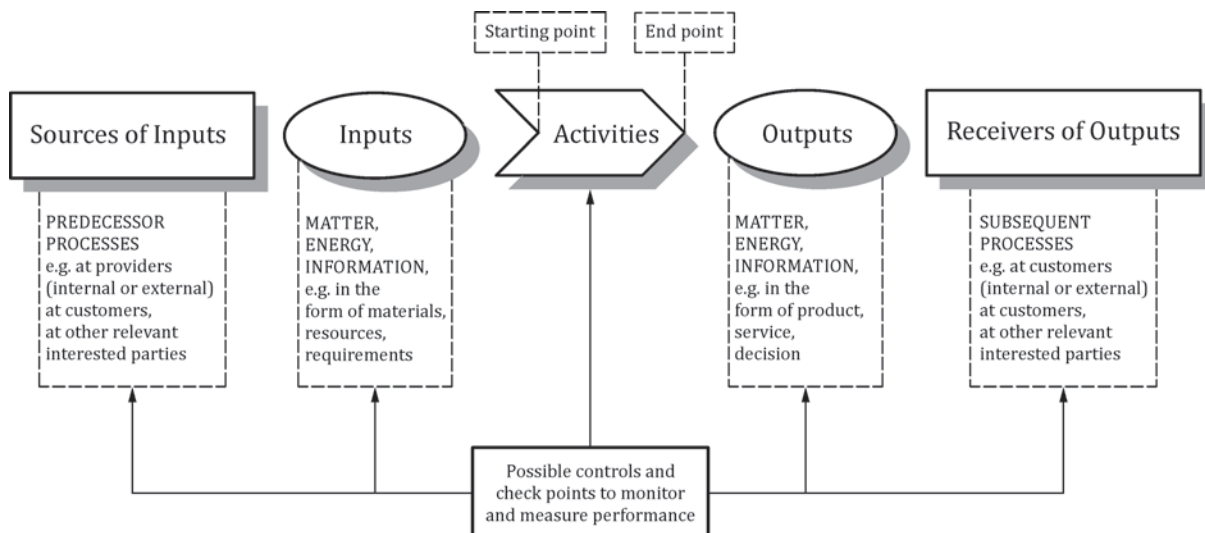 Starting point
End point
Sources of Inputs
Inputs
Activities
Outputs
Receivers of Outputs
PREDECESSOR
PROCESSES
e.g. at providers
(internal or external)
at customers,
at other relevant
interested parties
MATTER,
ENERGY,
INFORMATION,
e.g. in the
form of materials,
resources,
requirements
MATTER,
ENERGY,
INFORMATION,
e.g. in the
form of product,
service,
decision
SUBSEQUENT
PROCESSES
e.g. at customers
(internal or external)
at customers,
at other relevant
interested parties
Possible controls and
check points to monitor
and measure performance